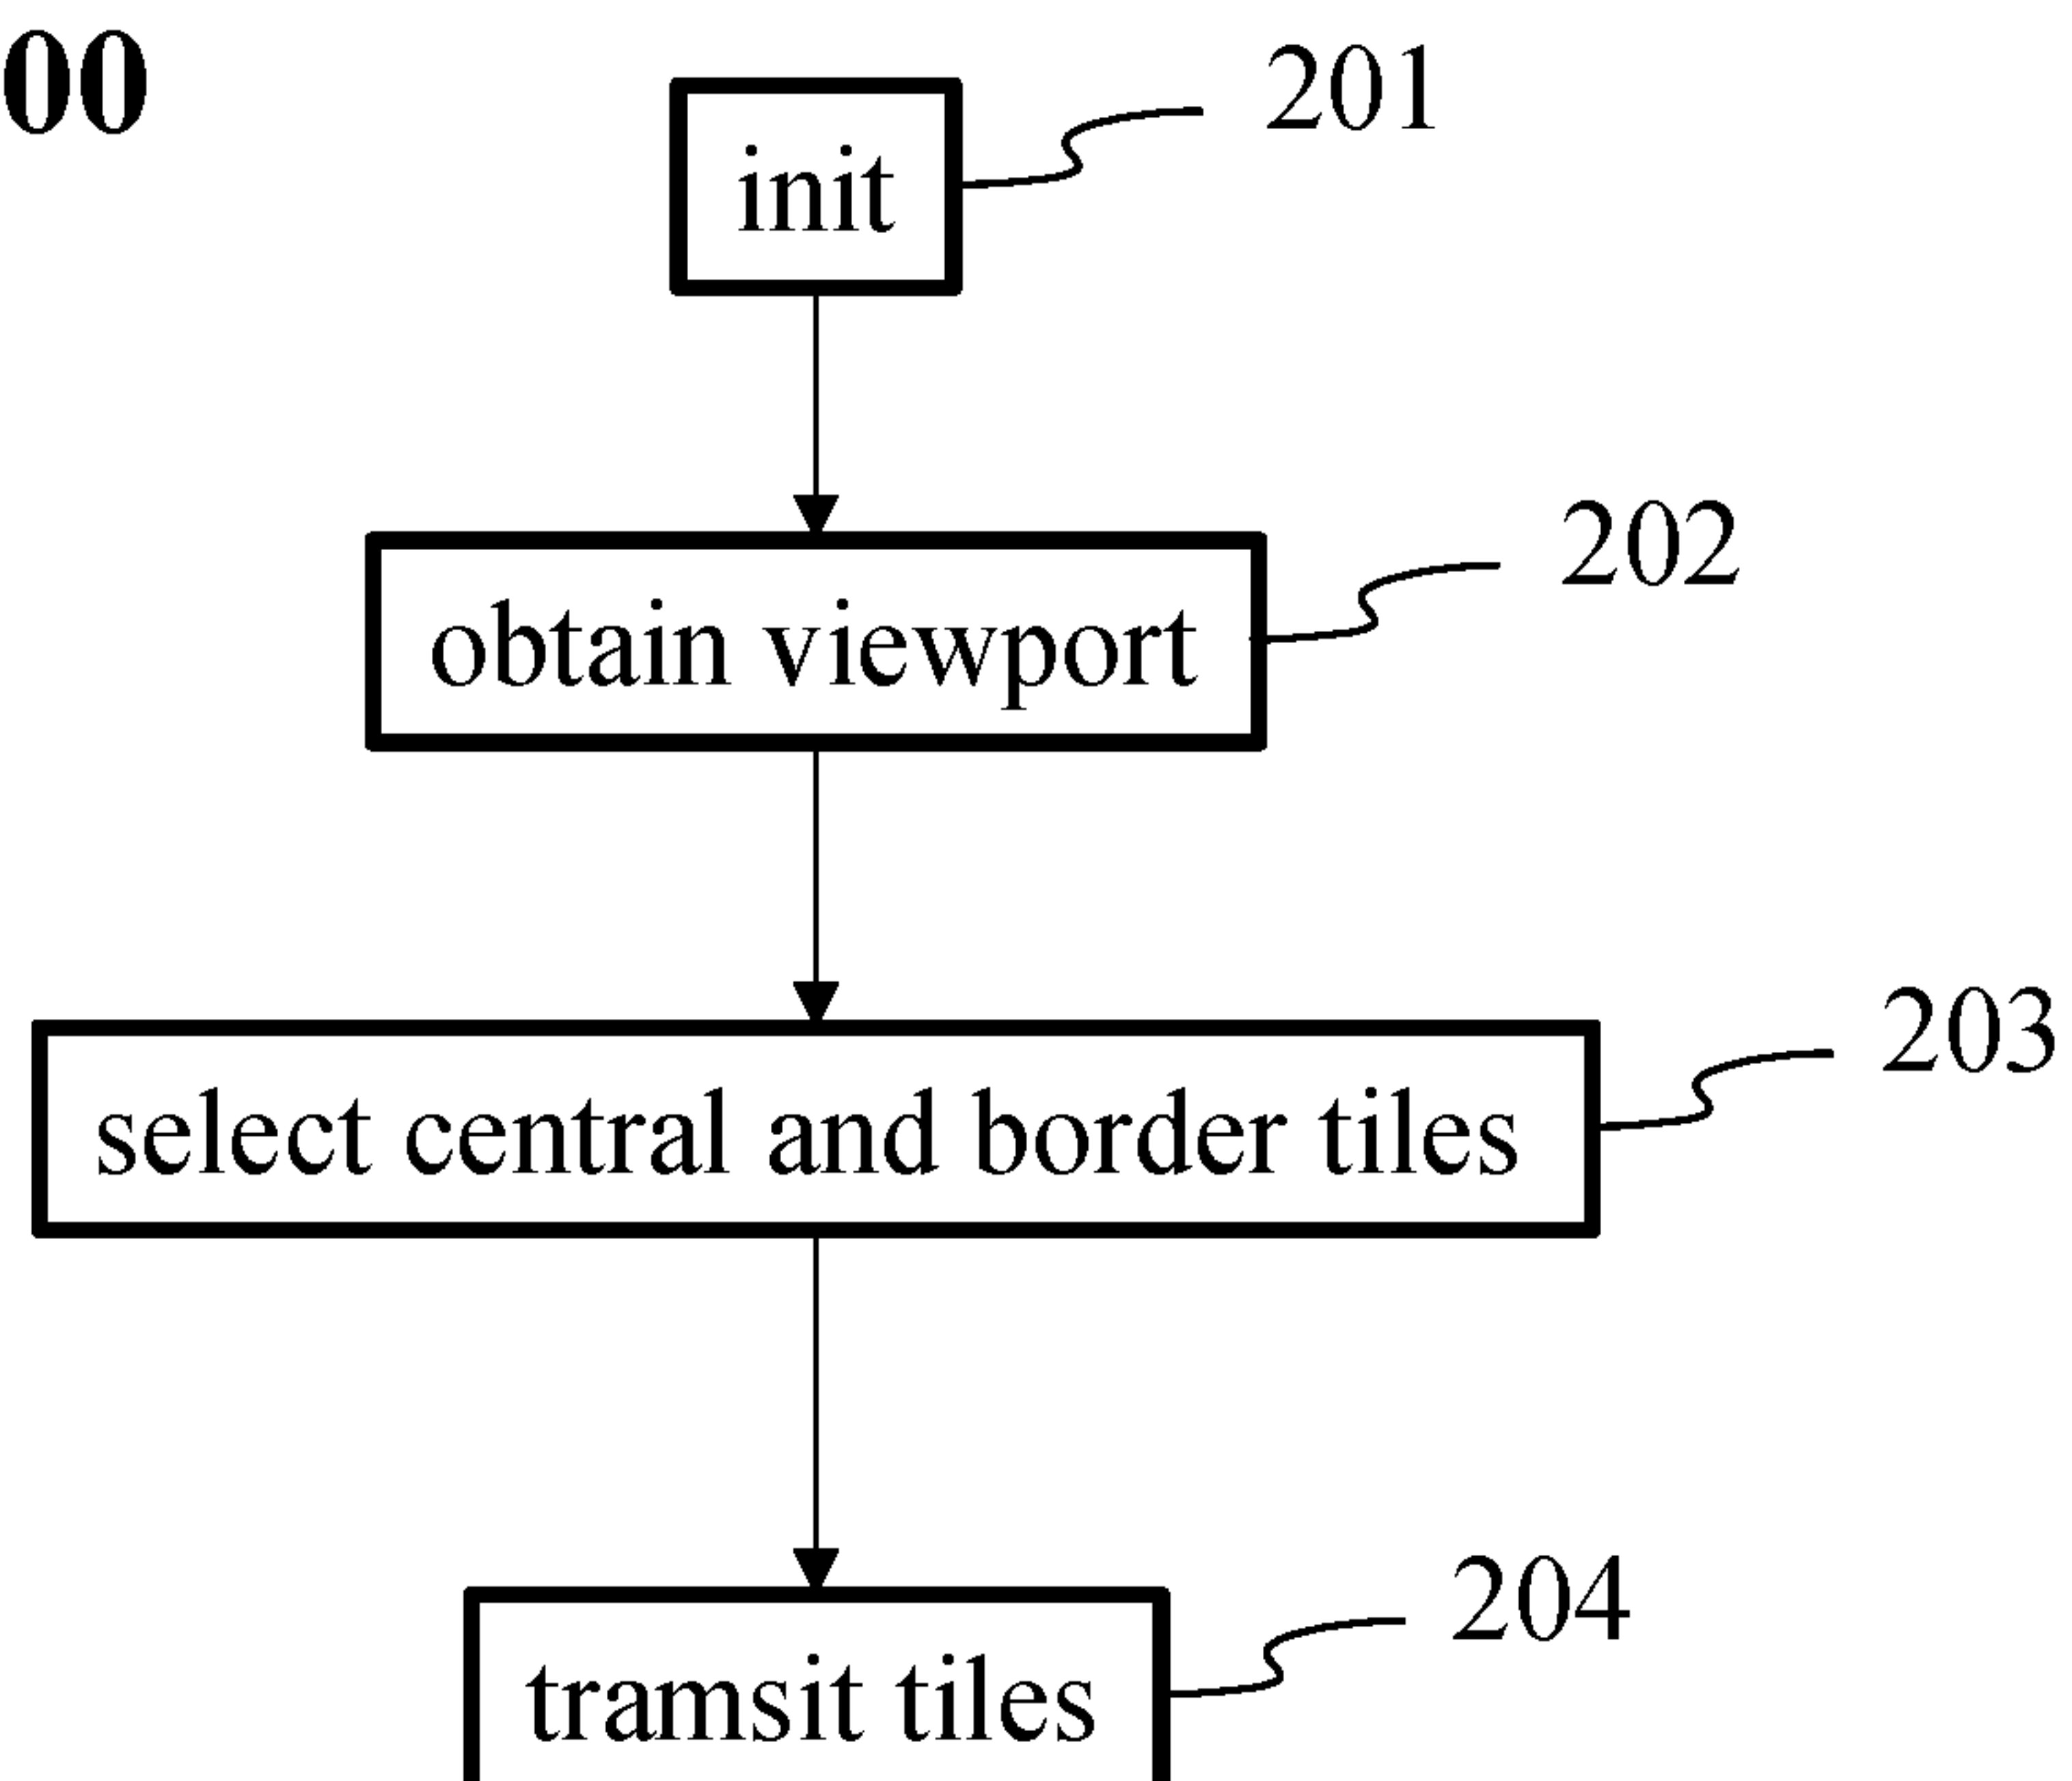 00
201
init
202
obtain viewport
203
select central and border tiles
204
tramsit tiles